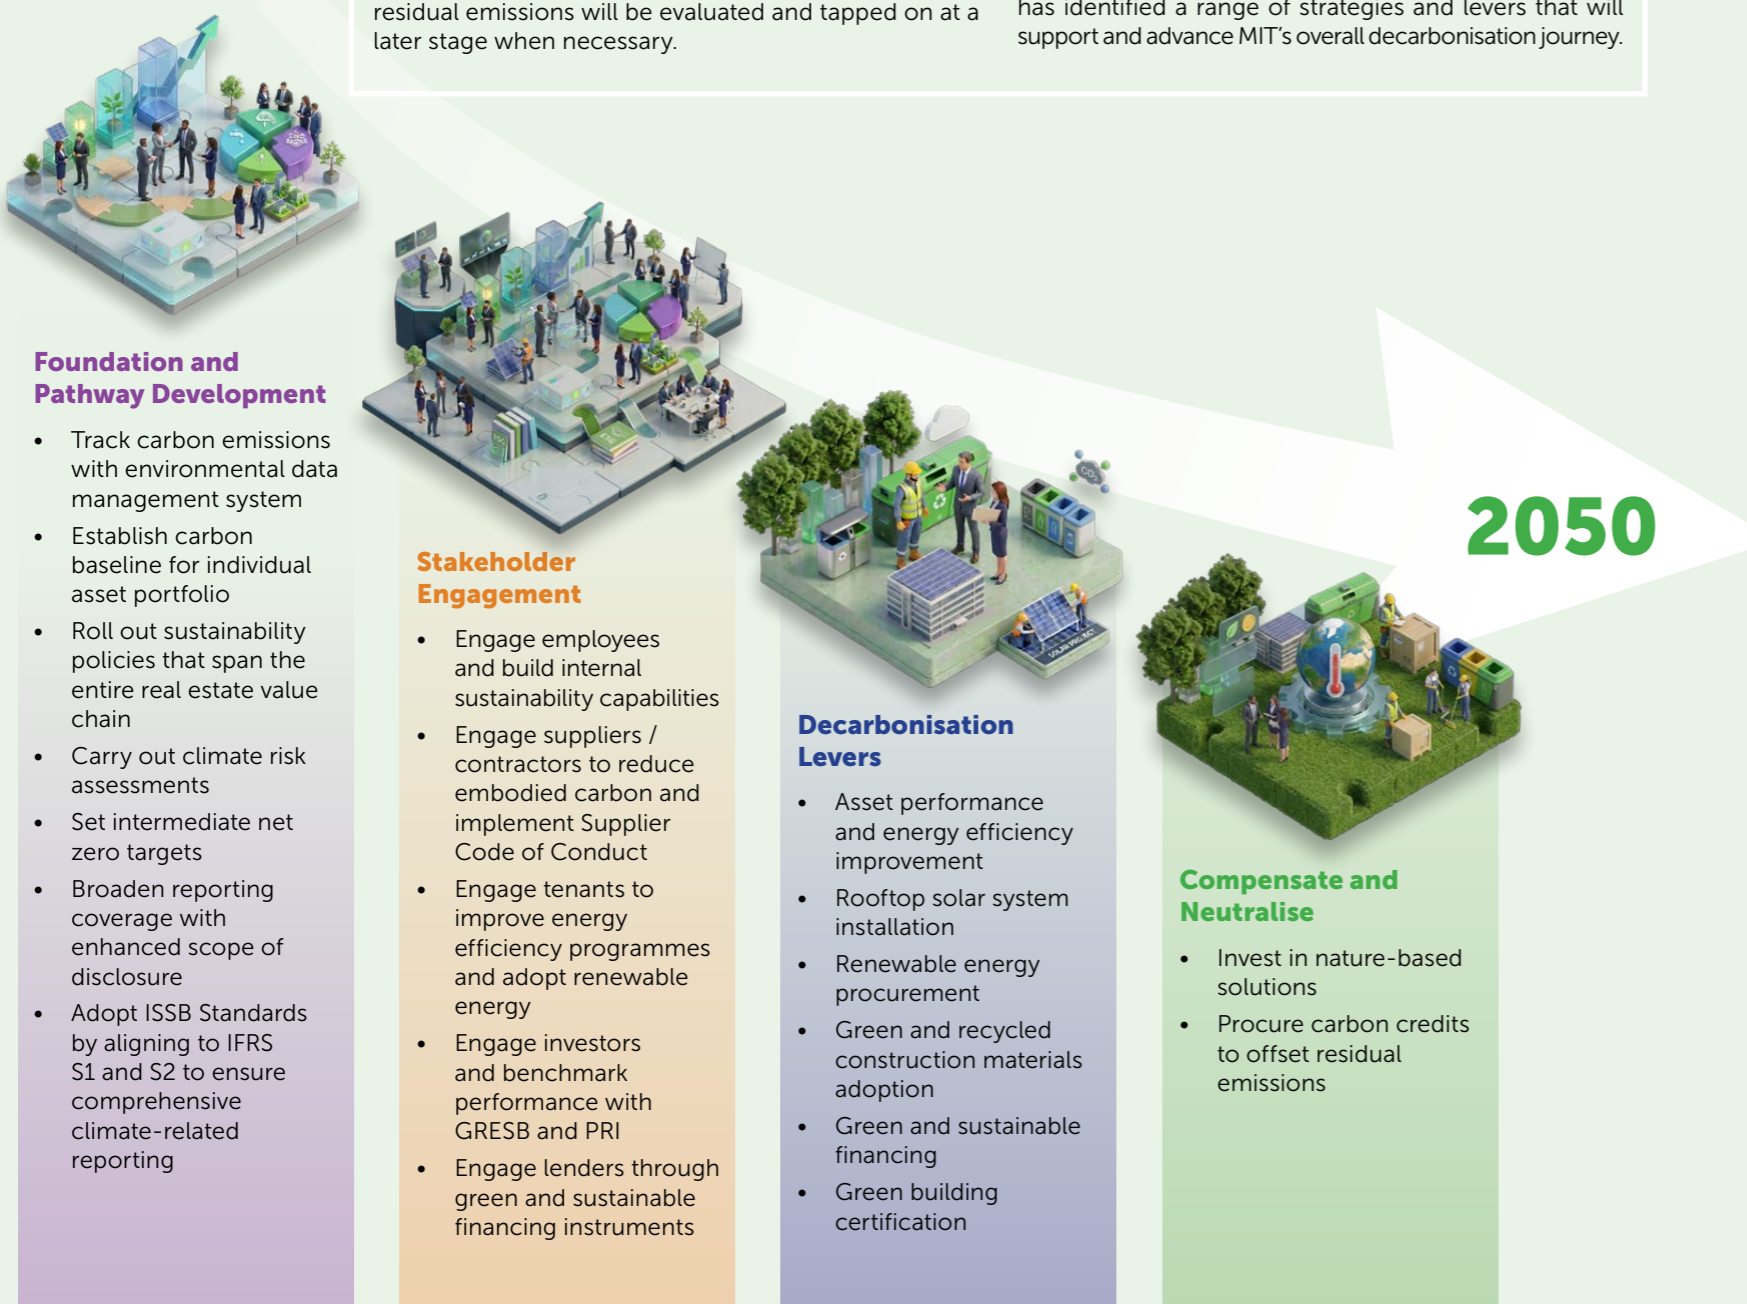 residual emissions will be evaluated and tapped on at a
later stage when necessary.
has identified a range of strategies and levers that will
support and advance MIT's overall decarbonisation journey.
Foundation and
Pathway Development
• Track carbon emissions
with environmental data
management system
• Establish carbon
baseline for individual
asset portfolio
• Roll out sustainability
policies that span the
entire real estate value
chain
• Carry out climate risk
assessments
• Set intermediate net
zero targets
• Broaden reporting
coverage with
enhanced scope of
disclosure
• Adopt ISSB Standards
by aligning to IFRS
S1 and S2 to ensure
comprehensive
climate-related
reporting
Stakeholder
Engagement
• Engage employees
and build internal
sustainability capabilities
• Engage suppliers /
contractors to reduce
embodied carbon and
implement Supplier
Code of Conduct
• Engage tenants to
improve energy
efficiency programmes
and adopt renewable
energy
• Engage investors
and benchmark
performance with
GRESB and PRI
• Engage lenders through
green and sustainable
financing instruments
SOLAR PROJECT
Decarbonisation
Levers
• Asset performance
and energy efficiency
improvement
• Rooftop solar system
installation
• Renewable energy
procurement
• Green and recycled
construction materials
adoption
• Green and sustainable
financing
• Green building
certification
Compensate and
Neutralise
• Invest in nature-based
solutions
• Procure carbon credits
to offset residual
emissions
2050